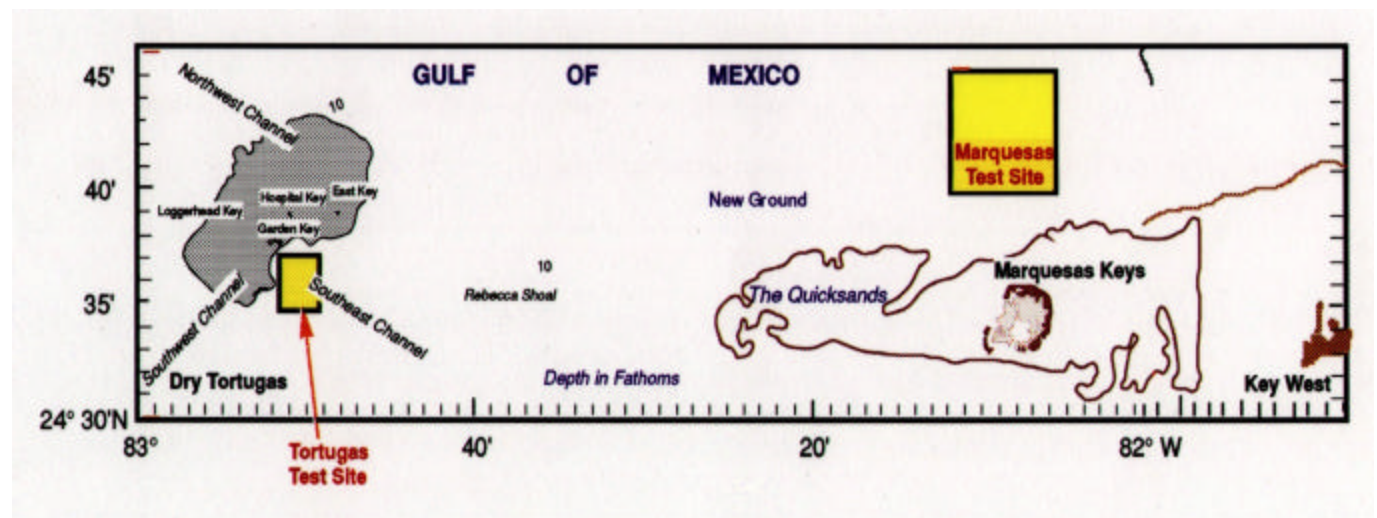 45'
GULF OF MEXICO
Northwest Channel
10
Marquesas
Test Site
40'
Hospital Key
East Key
New Ground
Loggerhead Key
Garden Key
10
Marquesas Keys
35'
Southeast Channel
Rebecca Shoal
The Quicksands
Southwest Channel
Dry Tortugas
Depth in Fathoms
Key West
24° 30'N
83°
40'
20'
82° W
Tortugas
Test Site